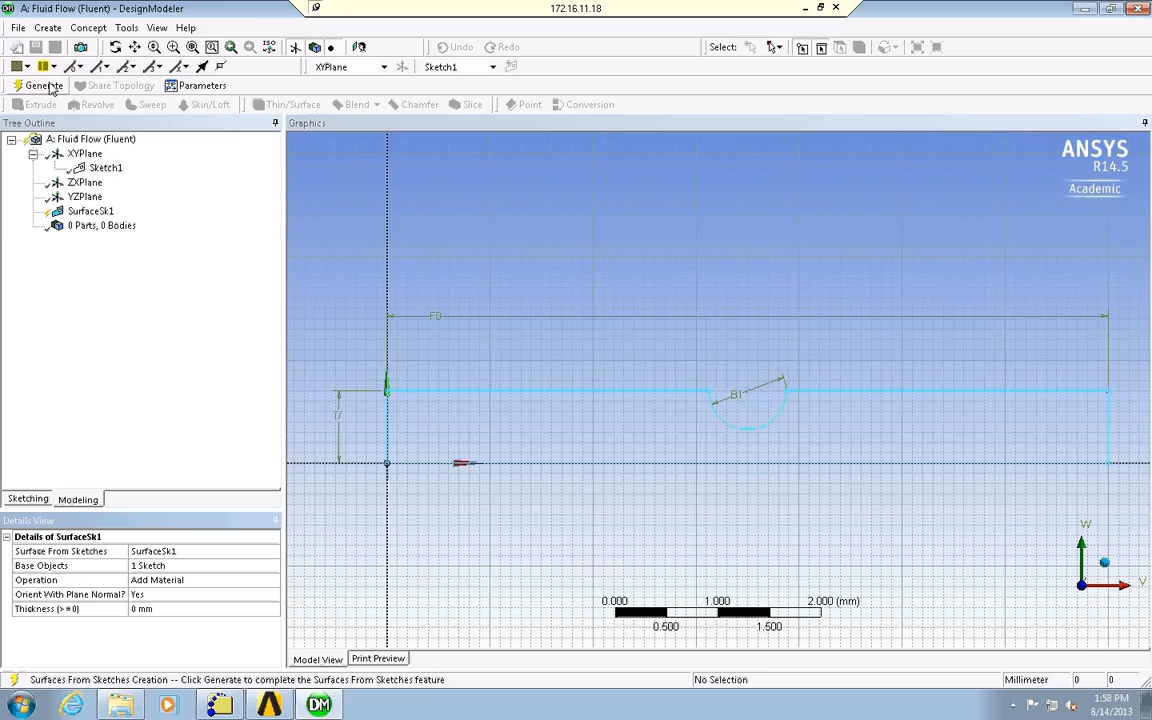 A: Fluid Flow (Fluent) - DesignModeler
172.16.11.18
File Create Concept Tools View Help
Undo Redo Select:
XYPlane Sketch1
Generate Share Topology Parameters
Extrude Revolve Sweep Skin/Loft Thin/Surface Blend Chamfer Slice Point Conversion
Tree Outline
A: Fluid Flow (Fluent)
XYPlane
Sketch1
ZXPlane
YZPlane
SurfaceSk1
0 Parts, 0 Bodies
Sketching Modeling
Details View
Details of SurfaceSk1
Surface From Sketches SurfaceSk1
Base Objects 1 Sketch
Operation Add Material
Orient With Plane Normal? Yes
Thickness (>=0) 0 mm
Graphics
ANSYS
R14.5
Academic
W
V
0.000 1.000 2.000 (mm)
0.500 1.500
Model View Print Preview
Surfaces From Sketches Creation -- Click Generate to complete the Surfaces From Sketches feature
No Selection
Millimeter 0 0
DM
1:58 PM
8/14/2013